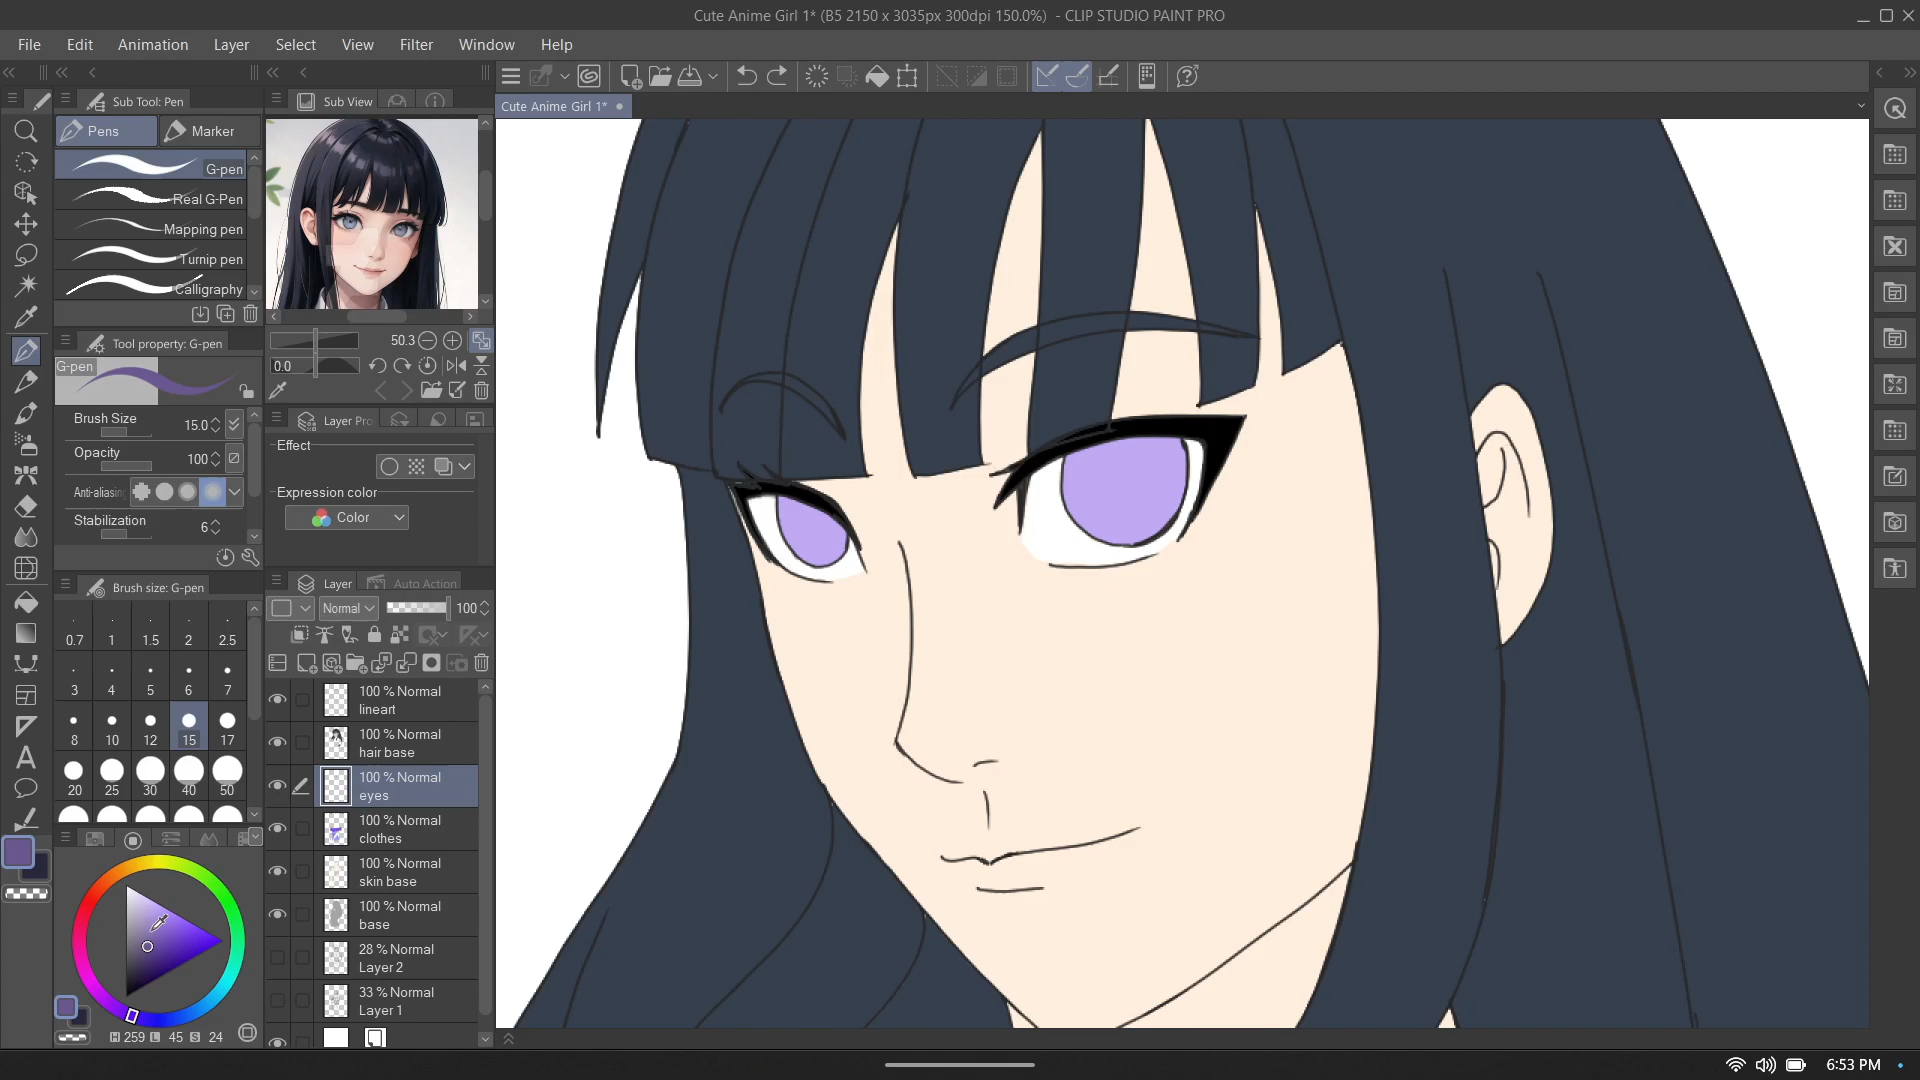 Cute Anime Girl 1* (B5 2150 x 3035px 300dpi 150.0%)  - CLIP STUDIO PAINT PRO
File Edit Animation Layer Select View Filter Window Help
Sub Tool: Pen
Sub View
Cute Anime Girl 1*
Pens
Marker
G-pen
Real G-Pen
Mapping pen
Turnip pen
Calligraphy
Tool property: G-pen
50.3
0.0
G-pen
Brush Size 15.0
Opacity 100
Anti-aliasing
Stabilization 6
Layer Pro
Effect
Expression color
Color
Brush size: G-pen
0.7 1 1.5 2 2.5
3 4 5 6 7
8 10 12 15 17
20 25 30 40 50
Layer
Auto Action
Normal 100
100 % Normal
lineart
100 % Normal
hair base
100 % Normal
eyes
100 % Normal
clothes
100 % Normal
skin base
100 % Normal
base
28 % Normal
Layer 2
33 % Normal
Layer 1
H 259 L 45 S 24
6:53 PM